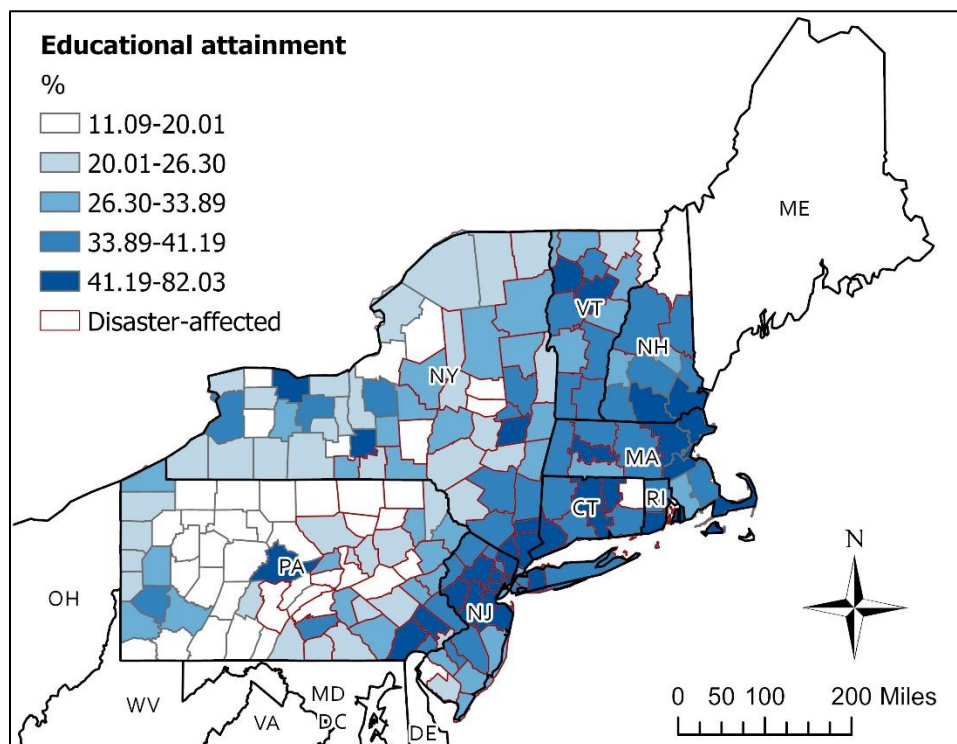 Educational attainment
%
11.09-20.01
20.01-26.30
26.30-33.89
33.89-41.19
41.19-82.03
Disaster-affected
ME
VT
NH
NY
MA
CT
RI
PA
NJ
OH
WV
VA
MD
DC
DE
N
0 50 100 200 Miles